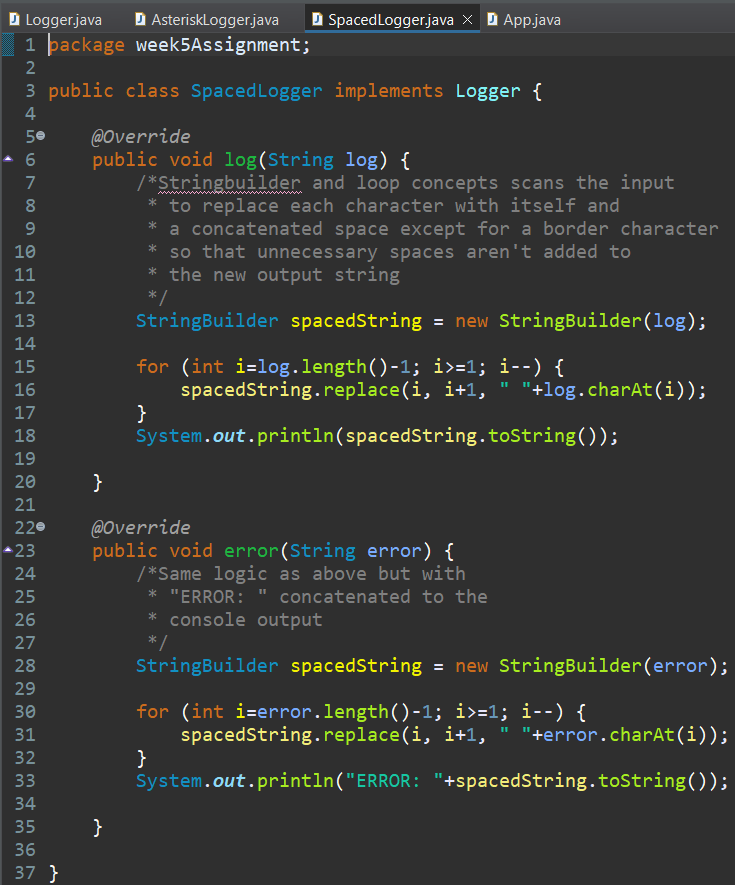 Logger.java AsteriskLogger.java SpacedLogger.java App.java
1 package week5Assignment;
2
3 public class SpacedLogger implements Logger {
4
5 @Override
6 public void log(String log) {
7 /*Stringbuilder and loop concepts scans the input
8 * to replace each character with itself and
9 * a concatenated space except for a border character
10 * so that unnecessary spaces aren't added to
11 * the new output string
12 */
13 StringBuilder spacedString = new StringBuilder(log);
14
15 for (int i=log.length()-1; i>=1; i--) {
16 spacedString.replace(i, i+1, " "+log.charAt(i));
17 }
18 System.out.println(spacedString.toString());
19
20 }
21
22 @Override
23 public void error(String error) {
24 /*Same logic as above but with
25 * "ERROR: " concatenated to the
26 * console output
27 */
28 StringBuilder spacedString = new StringBuilder(error);
29
30 for (int i=error.length()-1; i>=1; i--) {
31 spacedString.replace(i, i+1, " "+error.charAt(i));
32 }
33 System.out.println("ERROR: "+spacedString.toString());
34
35 }
36
37 }